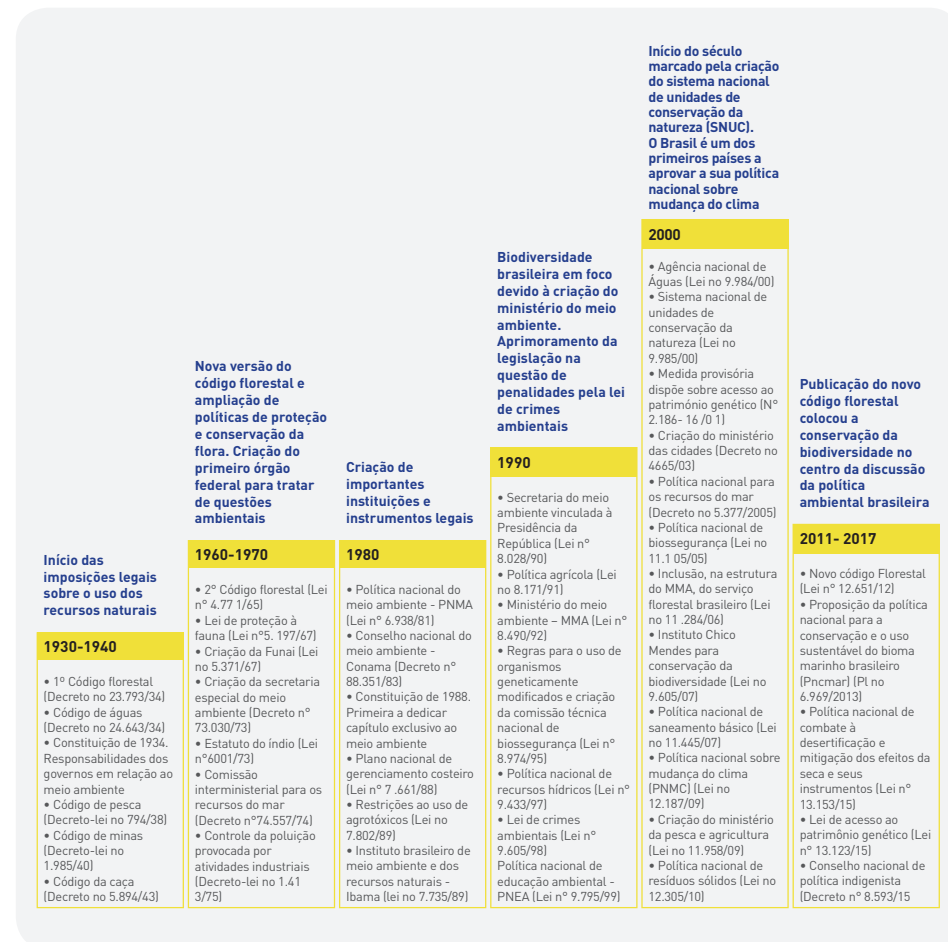 Início das
imposições legais
sobre o uso dos
recursos naturais
1930-1940
• 1º Código florestal
(Decreto no 23.793/34)
• Código de águas
(Decreto no 24.643/34)
• Constituição de 1934.
Responsabilidades dos
governos em relação ao
meio ambiente
• Código de pesca
(Decreto-lei no 794/38)
• Código de minas
(Decreto-lei no
1.985/40)
• Código da caça
(Decreto no 5.894/43)
Nova versão do
código florestal e
ampliação de
políticas de proteção
e conservação da
flora. Criação do
primeiro órgão
federal para tratar
de questões
ambientais
1960-1970
• 2º Código florestal (Lei
n° 4.77 1/65)
• Lei de proteção à
fauna (Lei n°5. 197/67)
• Criação da Funai (Lei
no 5.371/67)
• Criação da secretaria
especial do meio
ambiente (Decreto n°
73.030/73)
• Estatuto do índio (Lei
n°6001/73)
• Comissão
interministerial para os
recursos do mar
(Decreto n°74.557/74)
• Controle da poluição
provocada por
atividades industriais
(Decreto-lei no 1.41
3/75)
Criação de
importantes
instituições e
instrumentos legais
1980
• Política nacional do
meio ambiente - PNMA
(Lei n° 6.938/81)
• Conselho nacional do
meio ambiente -
Conama (Decreto n°
88.351/83)
• Constituição de 1988.
Primeira a dedicar
capítulo exclusivo ao
meio ambiente
• Plano nacional de
gerenciamento costeiro
(Lei n° 7 .661/88)
• Restrições ao uso de
agrotóxicos (Lei no
7.802/89)
• Instituto brasileiro de
meio ambiente e dos
recursos naturais -
Ibama (lei no 7.735/89)
Biodiversidade
brasileira em foco
devido à criação do
ministério do meio
ambiente.
Aprimoramento da
legislação na
questão de
penalidades pela lei
de crimes
ambientais
1990
• Secretaria do meio
ambiente vinculada à
Presidência da
República (Lei n°
8.028/90)
• Política agrícola (Lei
no 8.171/91)
• Ministério do meio
ambiente – MMA (Lei n°
8.490/92)
• Regras para o uso de
organismos
geneticamente
modificados e criação
da comissão técnica
nacional de
biossegurança (Lei n°
8.974/95)
• Política nacional de
recursos hídricos (Lei n°
9.433/97)
• Lei de crimes
ambientais (Lei n°
9.605/98)
Política nacional de
educação ambiental -
PNEA (Lei n° 9.795/99)
Início do século
marcado pela criação
do sistema nacional
de unidades de
conservação da
natureza (SNUC).
O Brasil é um dos
primeiros países a
aprovar a sua política
nacional sobre
mudança do clima
2000
• Agência nacional de
Águas (Lei no 9.984/00)
• Sistema nacional de
unidades de
conservação da
natureza (Lei no
9.985/00)
• Medida provisória
dispõe sobre acesso ao
património genético (N°
2.186- 16 /0 1)
• Criação do ministério
das cidades (Decreto no
4665/03)
• Política nacional para
os recursos do mar
(Decreto no 5.377/2005)
• Política nacional de
biossegurança (Lei no
11.1 05/05)
• Inclusão, na estrutura
do MMA, do serviço
florestal brasileiro (Lei
no 11 .284/06)
• Instituto Chico
Mendes para
conservação da
biodiversidade (Lei no
9.605/07)
• Política nacional de
saneamento básico (Lei
no 11.445/07)
• Política nacional sobre
mudança do clima
(PNMC) (Lei no
12.187/09)
• Criação do ministério
da pesca e agricultura
(Lei no 11.958/09)
• Política nacional de
resíduos sólidos (Lei no
12.305/10)
Publicação do novo
código florestal
colocou a
conservação da
biodiversidade no
centro da discussão
da política
ambiental brasileira
2011- 2017
• Novo código Florestal
(Lei n° 12.651/12)
• Proposição da política
nacional para a
conservação e o uso
sustentável do bioma
marinho brasileiro
(Pncmar) (Pl no
6.969/2013)
• Política nacional de
combate à
desertificação e
mitigação dos efeitos da
seca e seus
instrumentos (Lei n°
13.153/15)
• Lei de acesso ao
patrimônio genético (Lei
n° 13.123/15)
• Conselho nacional de
política indigenista
(Decreto n° 8.593/15